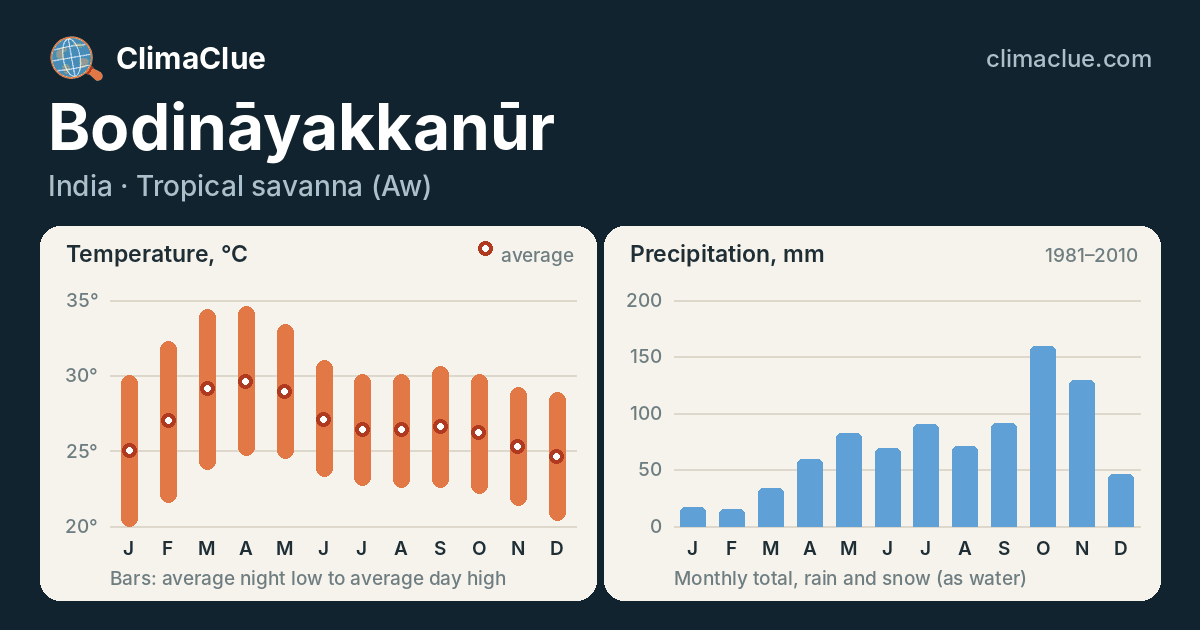 ClimaClue
climaclue.com
Bodināyakkanūr
India · Tropical savanna (Aw)
Temperature, °C
average
35°
30°
25°
20°
J F M A M J J A S O N D
Bars: average night low to average day high
Precipitation, mm
1981–2010
200
150
100
50
0
J F M A M J J A S O N D
Monthly total, rain and snow (as water)